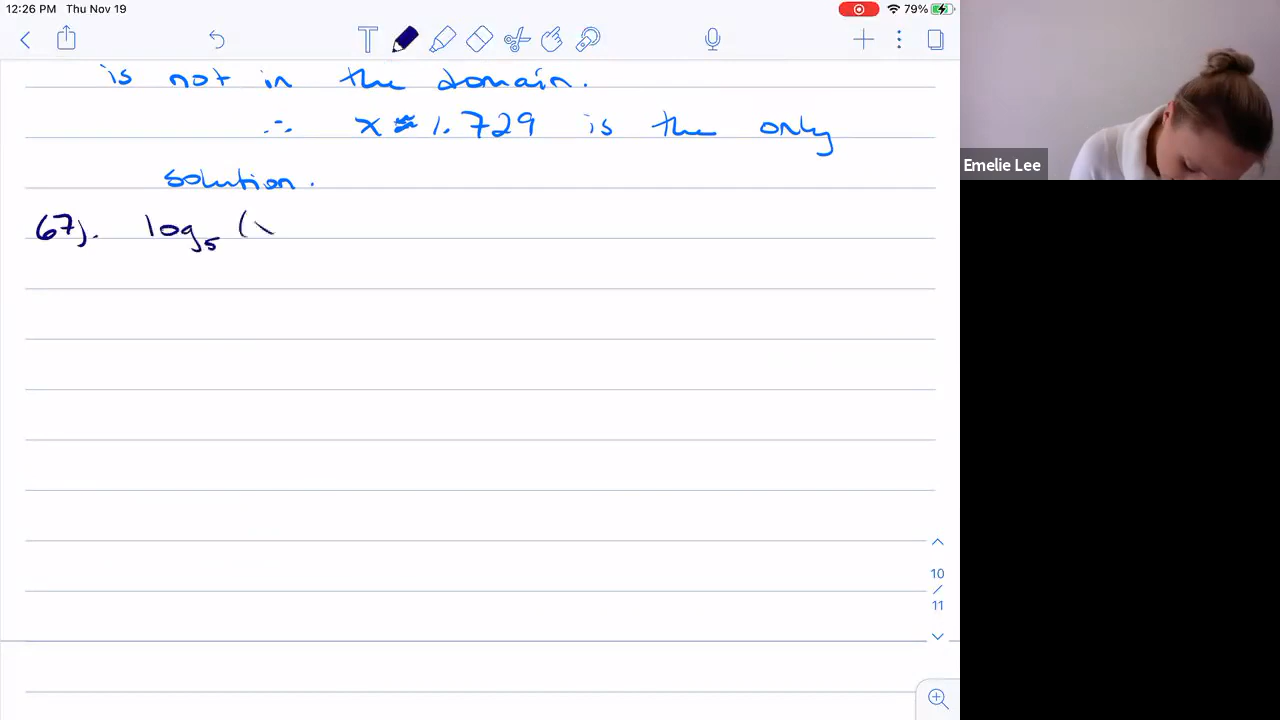 12:26 PM Thu Nov 19
79%
is not in the domain.
∴ x ≈ 1.729 is the only
solution.
67). log₅ (
10
/
11
Emelie Lee